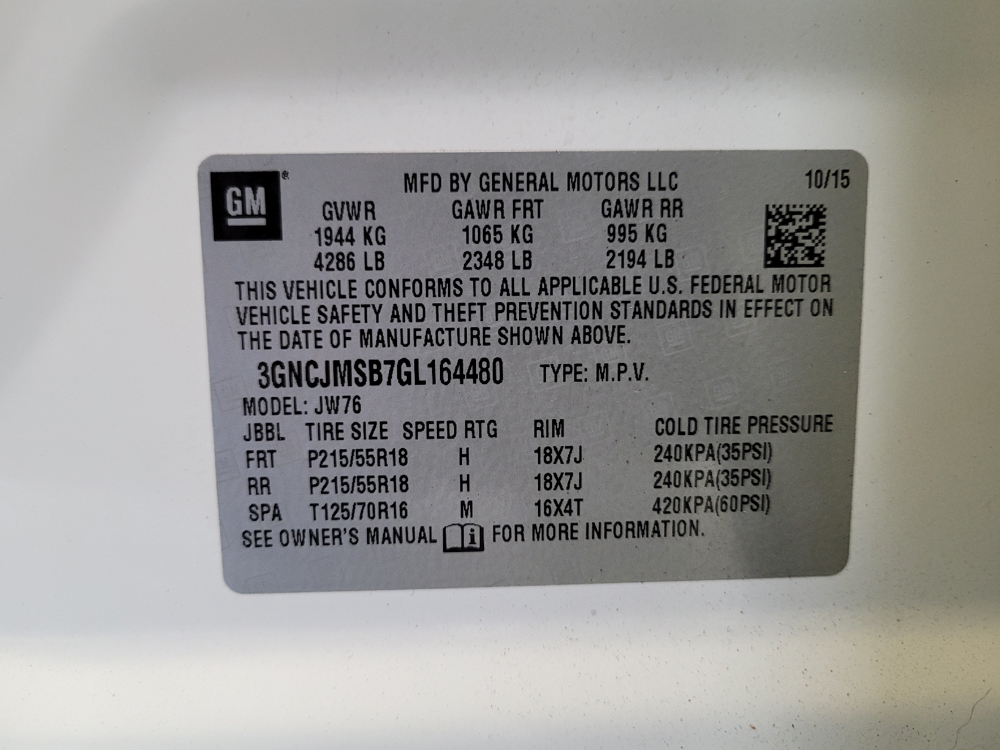 GM ® MFD BY GENERAL MOTORS LLC 10/15
GVWR GAWR FRT GAWR RR
1944 KG 1065 KG 995 KG
4286 LB 2348 LB 2194 LB
THIS VEHICLE CONFORMS TO ALL APPLICABLE U.S. FEDERAL MOTOR
VEHICLE SAFETY AND THEFT PREVENTION STANDARDS IN EFFECT ON
THE DATE OF MANUFACTURE SHOWN ABOVE.
3GNCJMSB7GL164480 TYPE: M.P.V.
MODEL: JW76
JBBL TIRE SIZE SPEED RTG RIM COLD TIRE PRESSURE
FRT P215/55R18 H 18X7J 240KPA(35PSI)
RR P215/55R18 H 18X7J 240KPA(35PSI)
SPA T125/70R16 M 16X4T 420KPA(60PSI)
SEE OWNER'S MANUAL i FOR MORE INFORMATION.